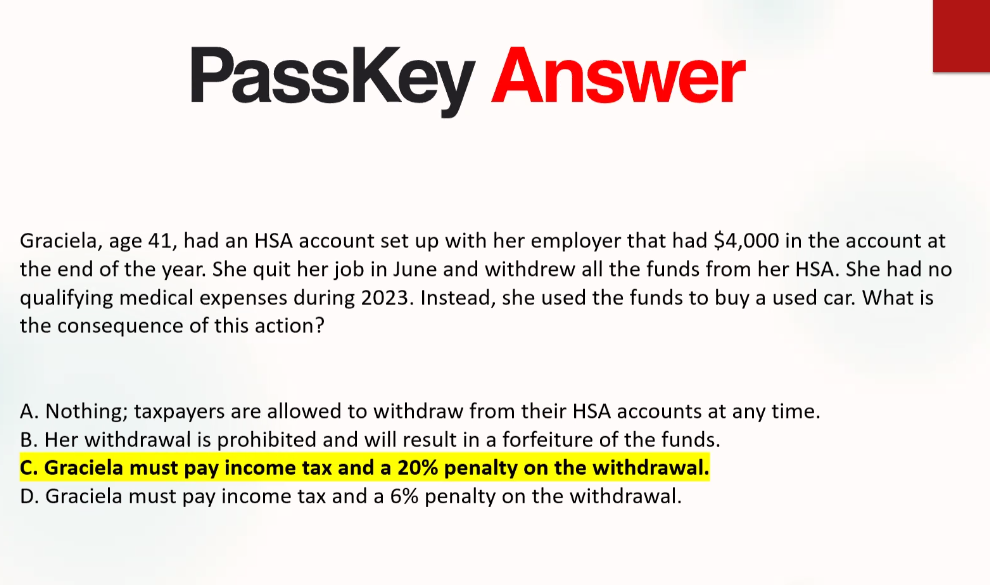 PassKey Answer
Graciela, age 41, had an HSA account set up with her employer that had $4,000 in the account at
the end of the year. She quit her job in June and withdrew all the funds from her HSA. She had no
qualifying medical expenses during 2023. Instead, she used the funds to buy a used car. What is
the consequence of this action?
A. Nothing; taxpayers are allowed to withdraw from their HSA accounts at any time.
B. Her withdrawal is prohibited and will result in a forfeiture of the funds.
C. Graciela must pay income tax and a 20% penalty on the withdrawal.
D. Graciela must pay income tax and a 6% penalty on the withdrawal.